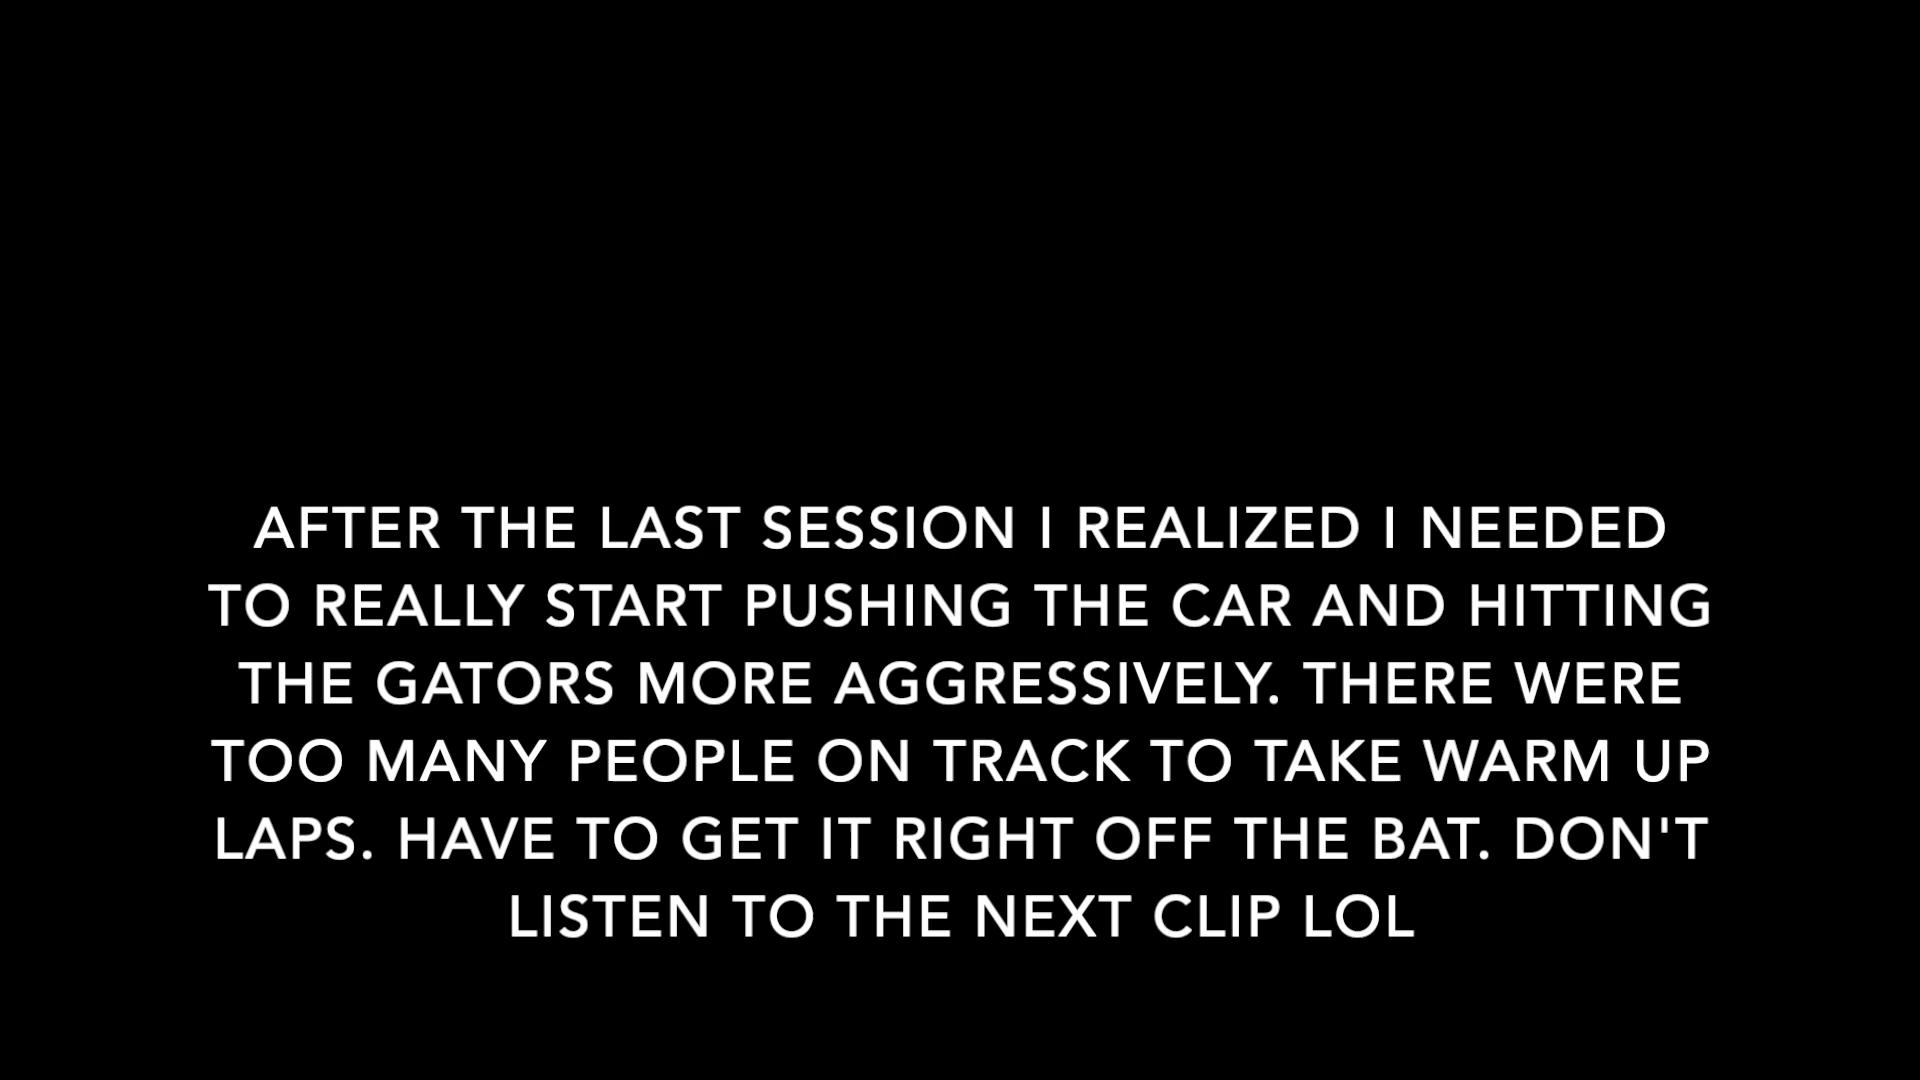 AFTER THE LAST SESSION I REALIZED I NEEDED
TO REALLY START PUSHING THE CAR AND HITTING
THE GATORS MORE AGGRESSIVELY. THERE WERE
TOO MANY PEOPLE ON TRACK TO TAKE WARM UP
LAPS. HAVE TO GET IT RIGHT OFF THE BAT. DON'T
LISTEN TO THE NEXT CLIP LOL